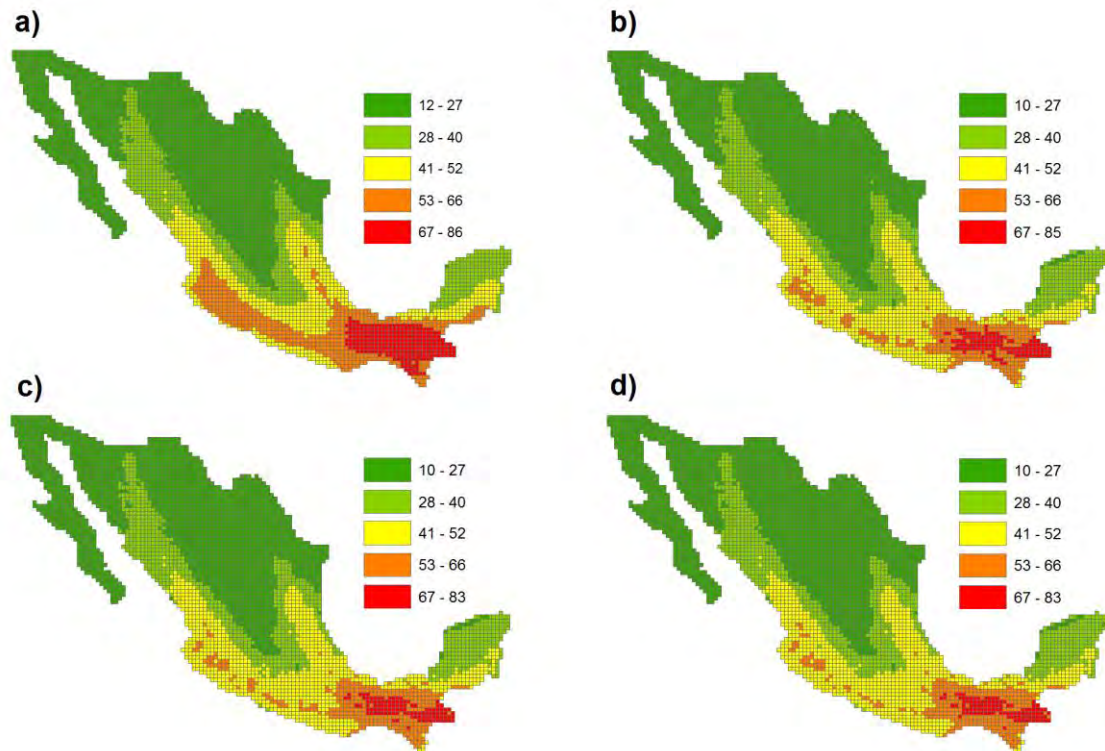 a)
12 - 27
28 - 40
41 - 52
53 - 66
67 - 86
b)
10 - 27
28 - 40
41 - 52
53 - 66
67 - 85
c)
10 - 27
28 - 40
41 - 52
53 - 66
67 - 83
d)
10 - 27
28 - 40
41 - 52
53 - 66
67 - 83